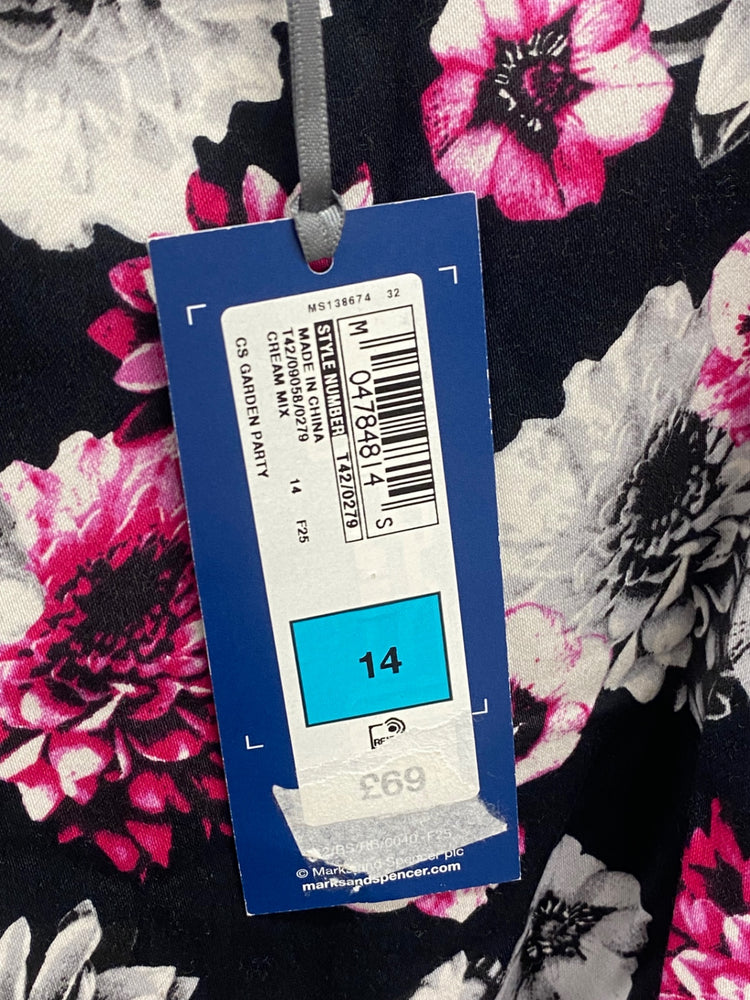 MS138674 32
M 04784814 S
STYLE NUMBER T42/0279
MADE IN CHINA
T42/09058/0279 14 F25
CREAM MIX
CS GARDEN PARTY
14
RFID
£69
© Marks and Spencer plc
marksandspencer.com